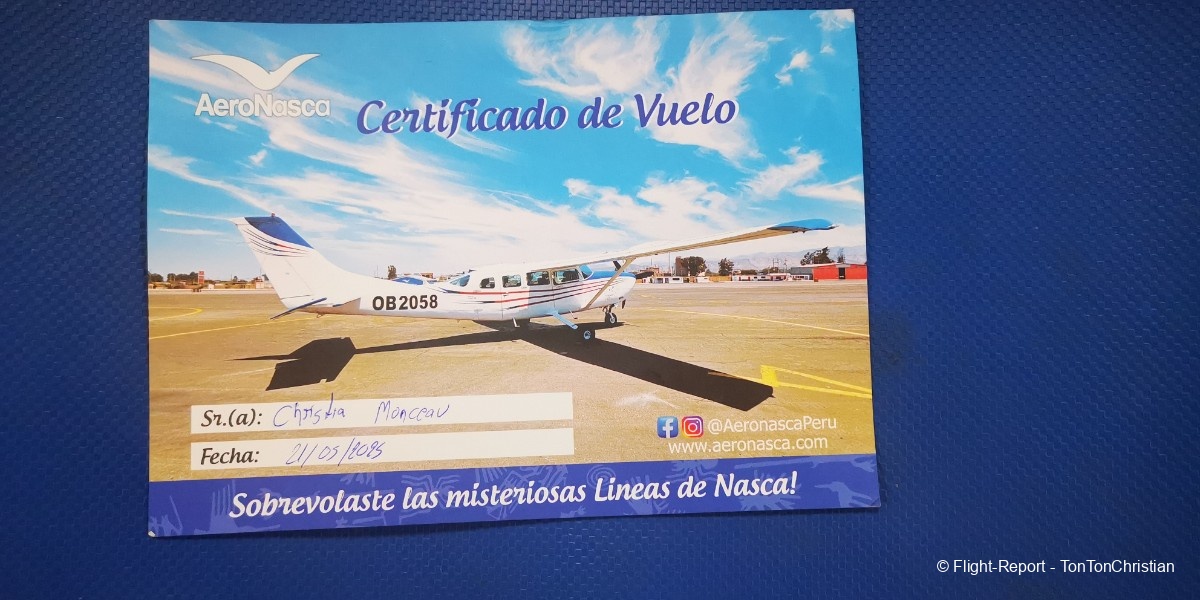 AeroNasca
Certificado de Vuelo
OB2058
Sr.(a): Christia Monceau
Fecha: 21/05/2025
@AeronascaPeru
www.aeronasca.com
Sobrevolaste las misteriosas Lineas de Nasca!
© Flight-Report - TonTonChristian